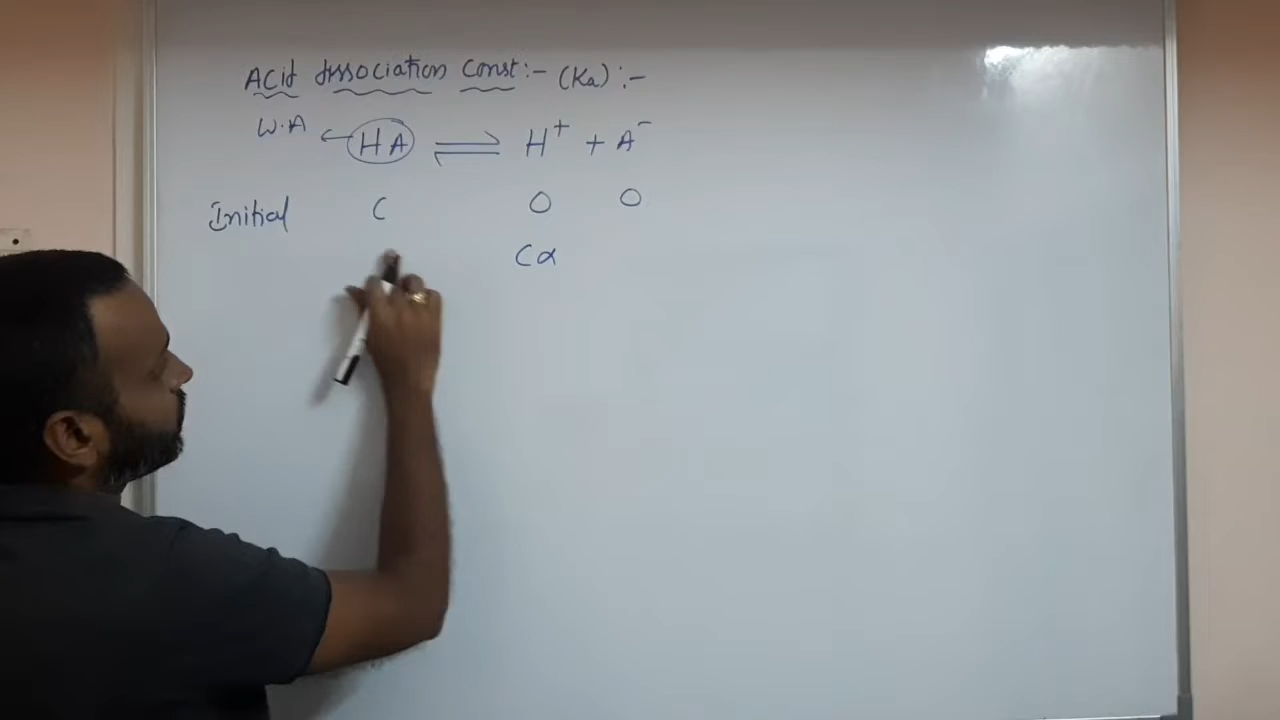 Acid dissociation const:- (Ka):-
W.A ← HA ⇌ H⁺ + A⁻
Initial C 0 0
Cα